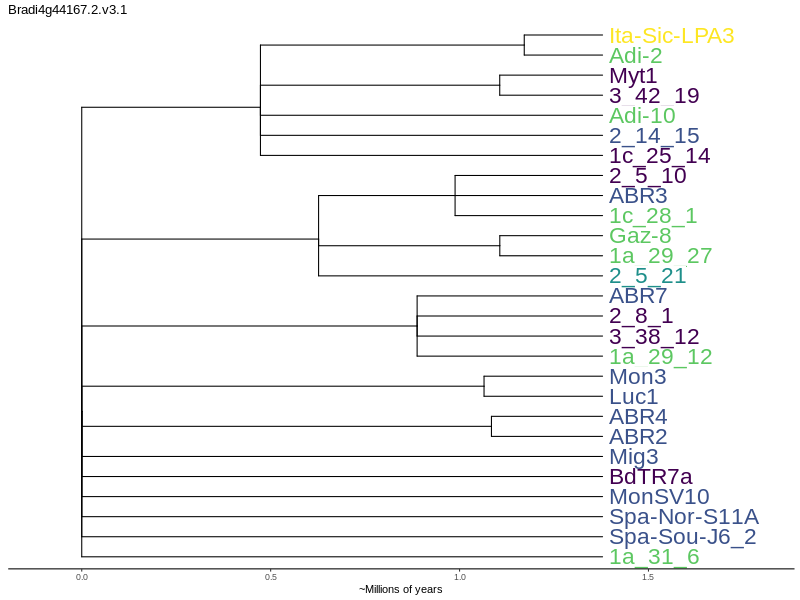 Bradi4g44167.2.v3.1
Ita-Sic-LPA3
Adi-2
Myt1
3_42_19
Adi-10
2_14_15
1c_25_14
2_5_10
ABR3
1c_28_1
Gaz-8
1a_29_27
2_5_21
ABR7
2_8_1
3_38_12
1a_29_12
Mon3
Luc1
ABR4
ABR2
Mig3
BdTR7a
MonSV10
Spa-Nor-S11A
Spa-Sou-J6_2
1a_31_6
0.0 0.5 1.0 1.5
~Millions of years